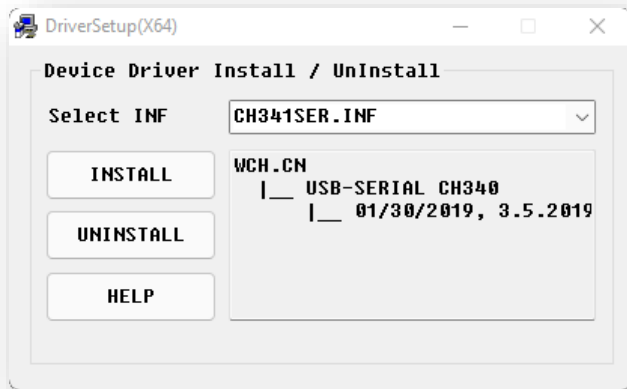 DriverSetup(X64)
Device Driver Install / UnInstall
Select INF
CH341SER.INF
INSTALL
UNINSTALL
HELP
WCH.CN
|__ USB-SERIAL CH340
|__ 01/30/2019, 3.5.2019